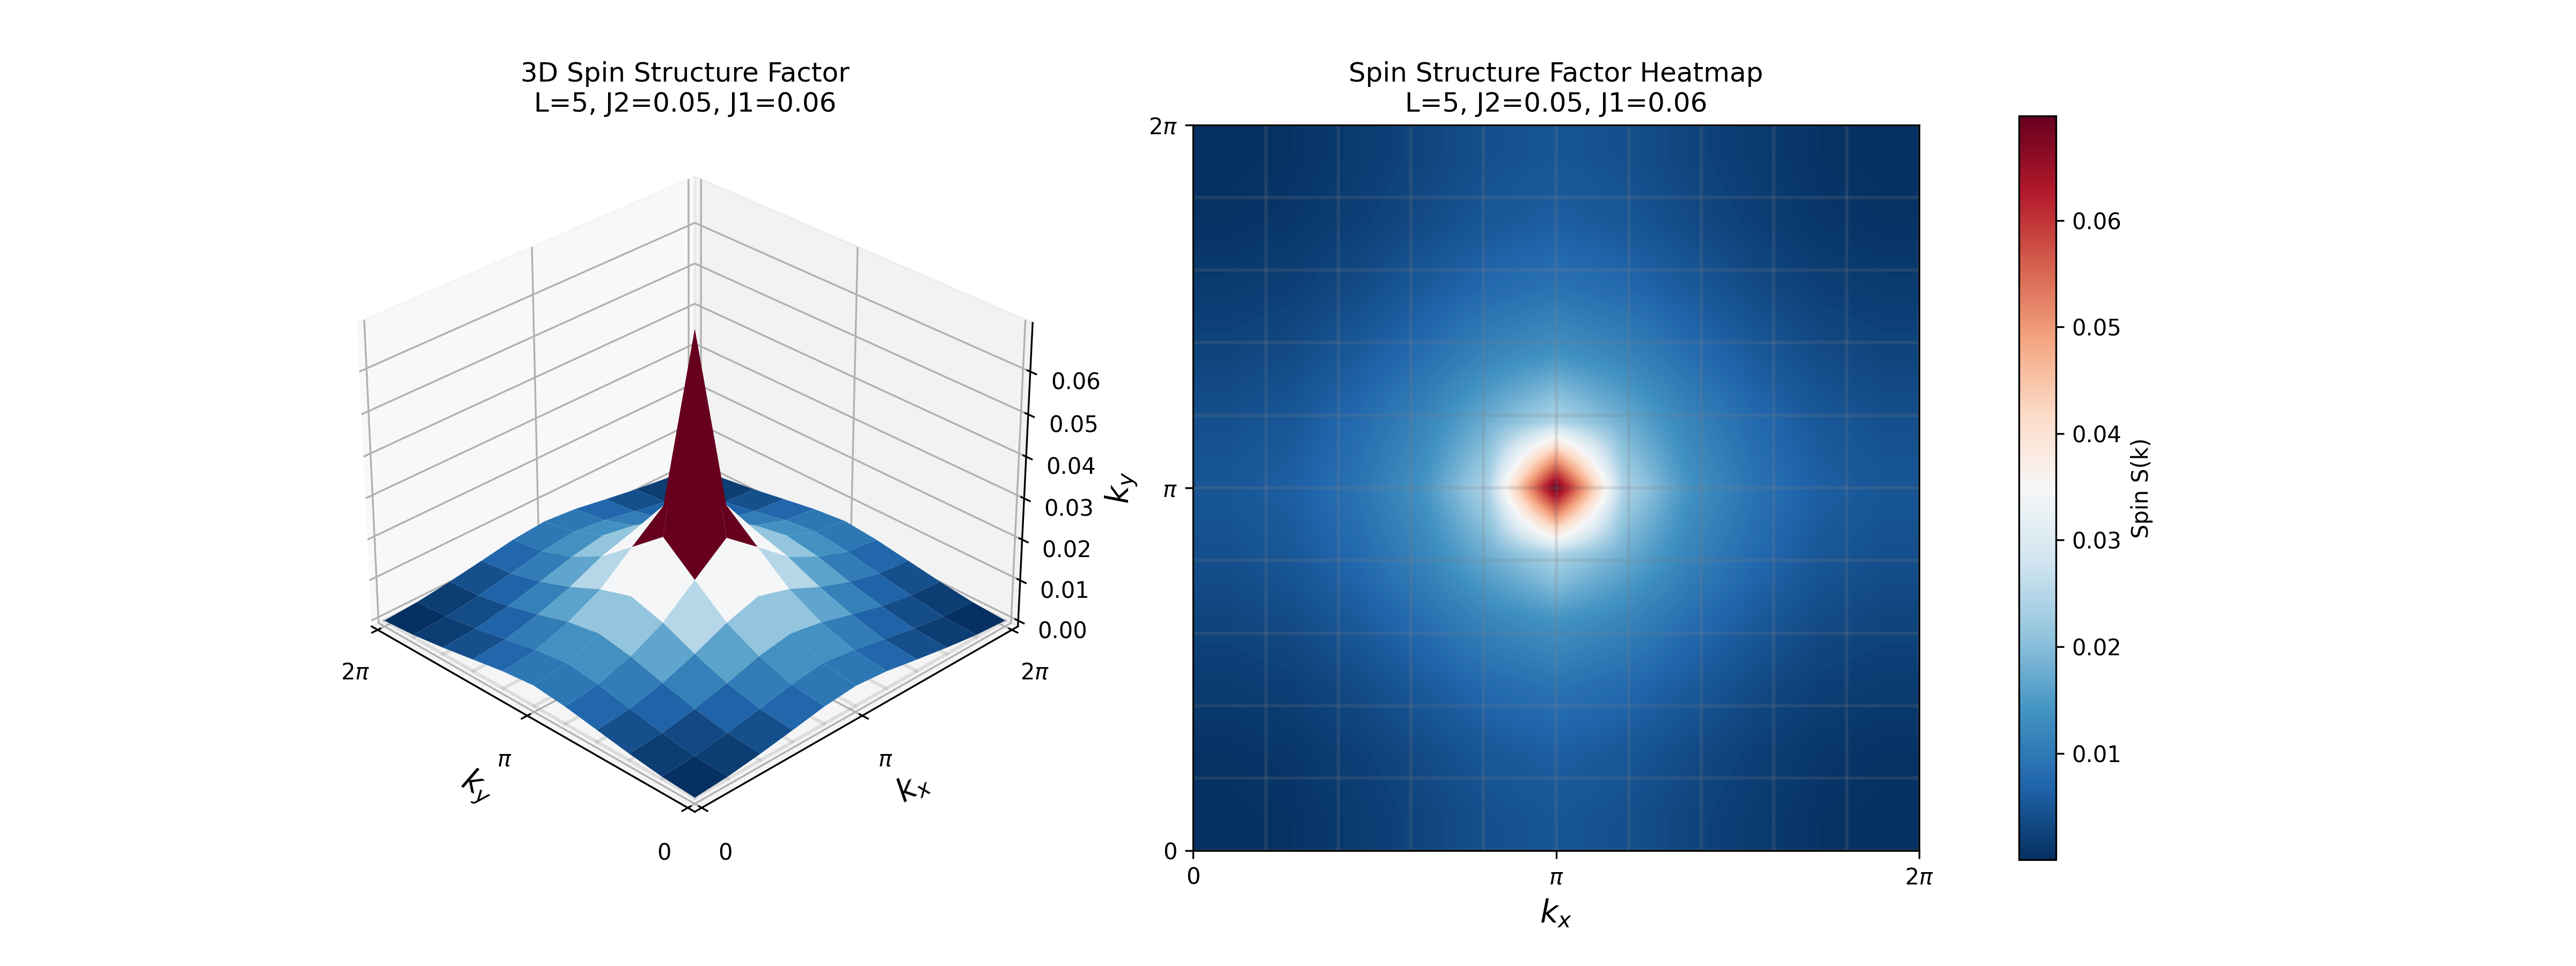 3D Spin Structure Factor
L=5, J2=0.05, J1=0.06
0.06
0.05
0.04
0.03
0.02
0.01
0.00
2π
π
0
k_y
0
π
2π
k_x
Spin Structure Factor Heatmap
L=5, J2=0.05, J1=0.06
2π
π
0
k_y
0
π
2π
k_x
0.06
0.05
0.04
0.03
0.02
0.01
Spin S(k)